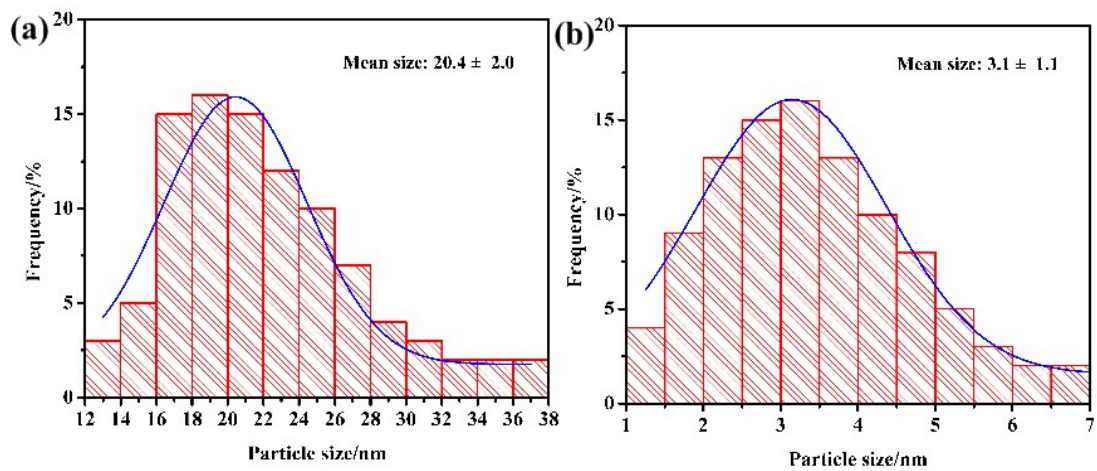 (a)
Mean size: 20.4 ± 2.0
Frequency/%
20
15
10
5
0
12 14 16 18 20 22 24 26 28 30 32 34 36 38
Particle size/nm
(b)
Mean size: 3.1 ± 1.1
Frequency/%
20
15
10
5
0
1 2 3 4 5 6 7
Particle size/nm